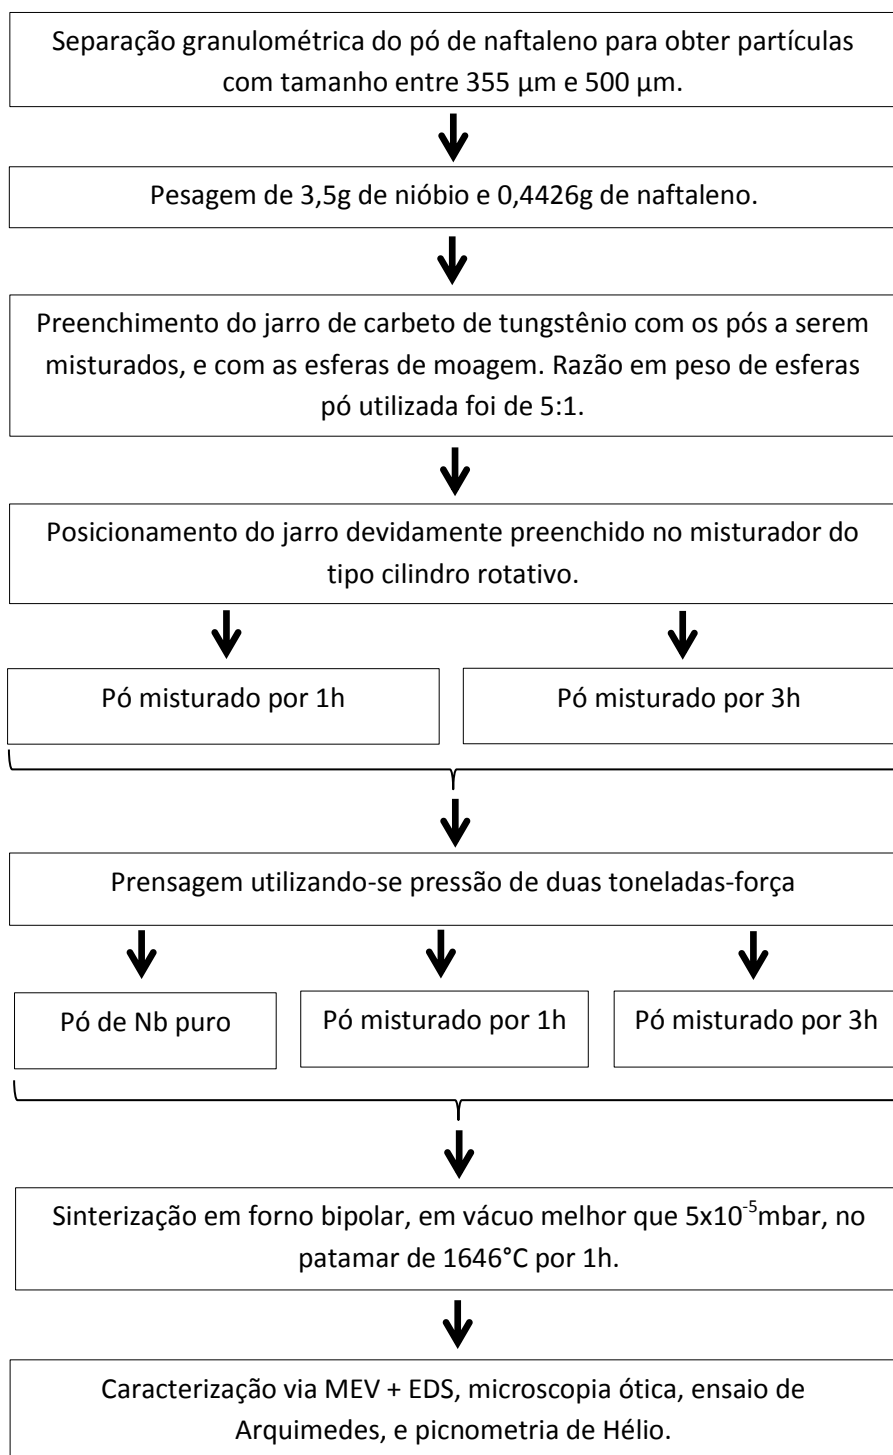 Separação granulométrica do pó de naftaleno para obter partículas
com tamanho entre 355 µm e 500 µm.
Pesagem de 3,5g de nióbio e 0,4426g de naftaleno.
Preenchimento do jarro de carbeto de tungstênio com os pós a serem
misturados, e com as esferas de moagem. Razão em peso de esferas
pó utilizada foi de 5:1.
Posicionamento do jarro devidamente preenchido no misturador do
tipo cilindro rotativo.
Pó misturado por 1h
Pó misturado por 3h
Prensagem utilizando-se pressão de duas toneladas-força
Pó de Nb puro
Pó misturado por 1h
Pó misturado por 3h
Sinterização em forno bipolar, em vácuo melhor que 5x10⁻⁵mbar, no
patamar de 1646°C por 1h.
Caracterização via MEV + EDS, microscopia ótica, ensaio de
Arquimedes, e picnometria de Hélio.